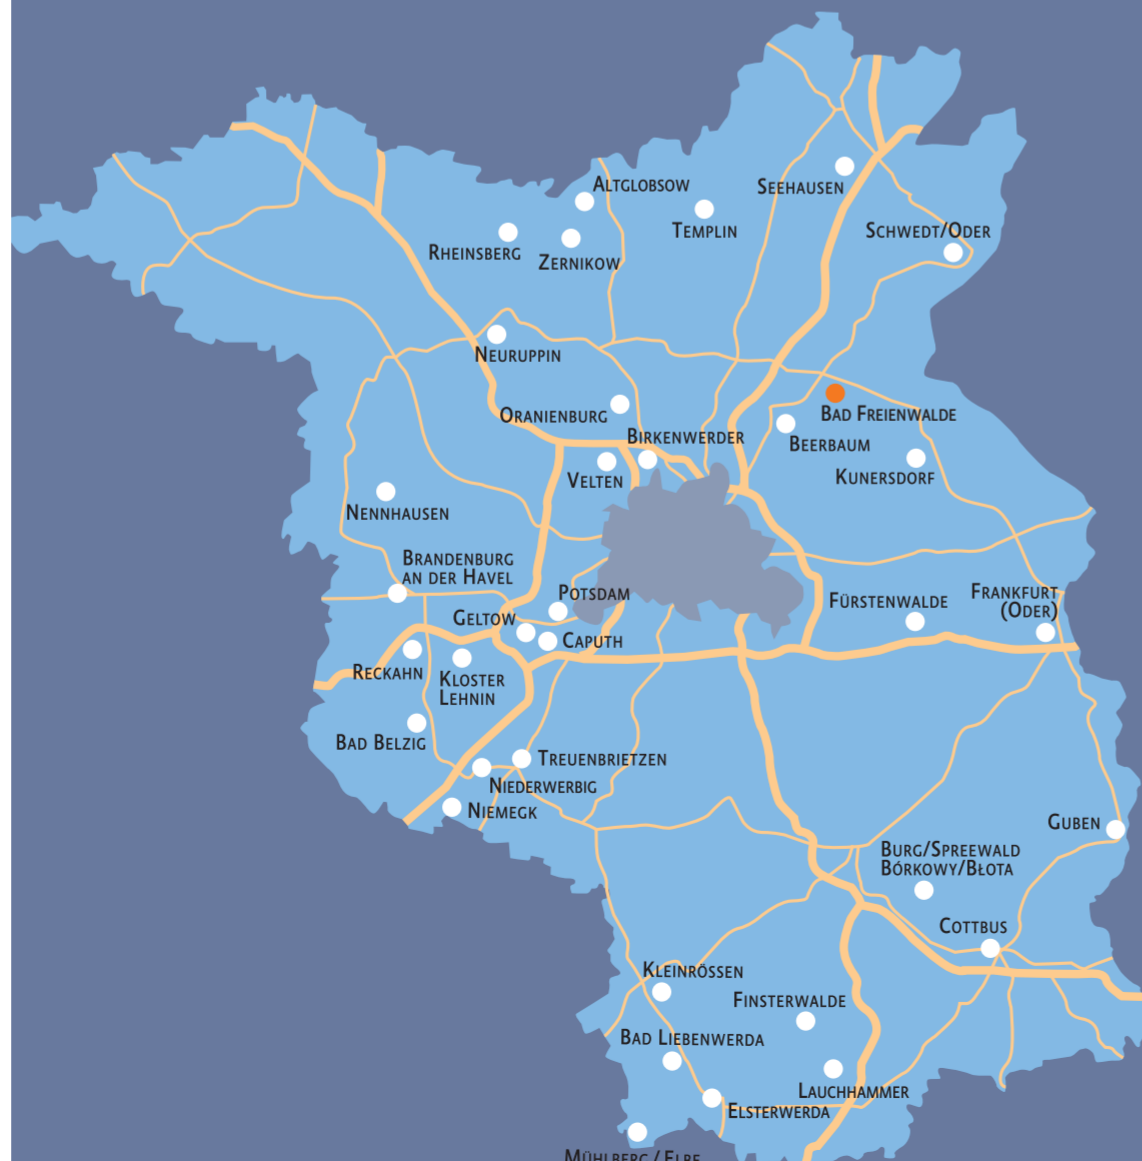 Altglobsow
Seehausen
Templin
Schwedt/Oder
Rheinsberg
Zernikow
Neuruppin
Oranienburg
Bad Freienwalde
Birkenwerder
Beerbaum
Velten
Kunersdorf
Nennhausen
Brandenburg
an der Havel
Potsdam
Frankfurt
(Oder)
Fürstenwalde
Geltow
Caputh
Reckahn
Kloster
Lehnin
Bad Belzig
Treuenbrietzen
Niederwerbig
Niemegk
Guben
Burg/Spreewald
Bórkowy/Błota
Cottbus
Kleinrössen
Finsterwalde
Bad Liebenwerda
Lauchhammer
Elsterwerda
Mühlberg / Elbe